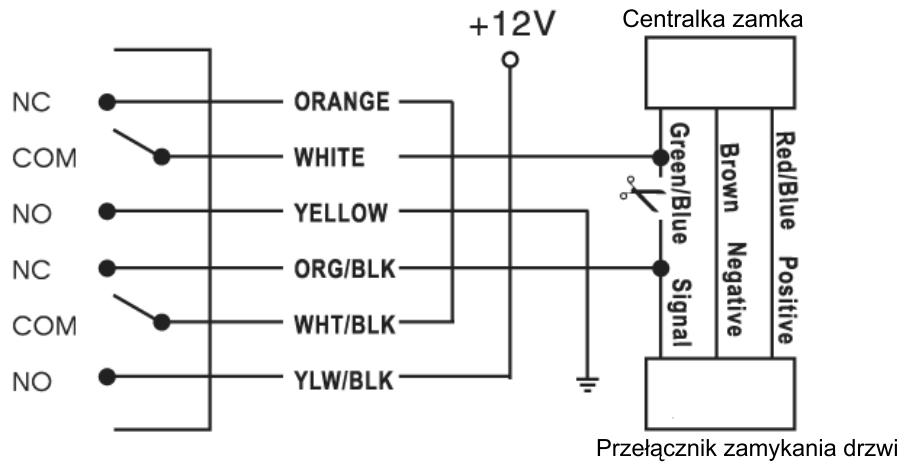 +12V
Centralka zamka
NC
ORANGE
COM
WHITE
NO
YELLOW
NC
ORG/BLK
COM
WHT/BLK
NO
YLW/BLK
Green/Blue Signal
Brown Negative
Red/Blue Positive
Przełącznik zamykania drzwi